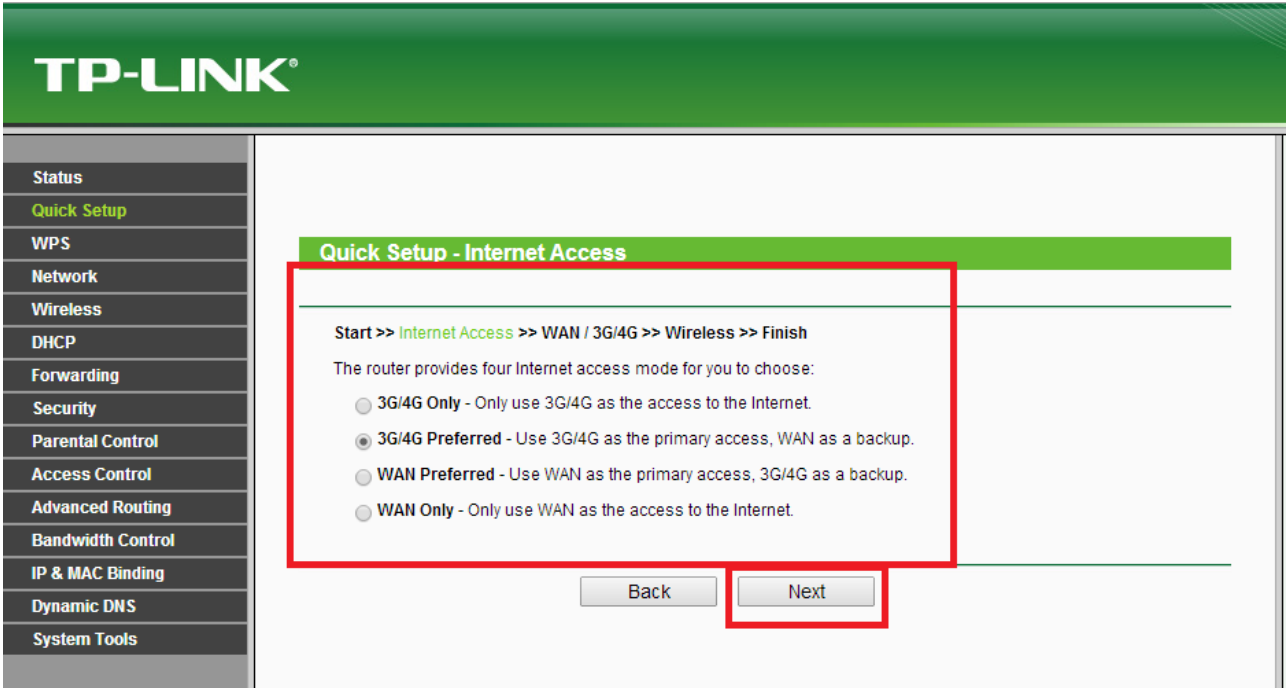 TP-LINK®
Status
Quick Setup
WPS
Network
Wireless
DHCP
Forwarding
Security
Parental Control
Access Control
Advanced Routing
Bandwidth Control
IP & MAC Binding
Dynamic DNS
System Tools
Quick Setup - Internet Access
Start >> Internet Access >> WAN / 3G/4G >> Wireless >> Finish
The router provides four Internet access mode for you to choose:
3G/4G Only - Only use 3G/4G as the access to the Internet.
3G/4G Preferred - Use 3G/4G as the primary access, WAN as a backup.
WAN Preferred - Use WAN as the primary access, 3G/4G as a backup.
WAN Only - Only use WAN as the access to the Internet.
Back Next